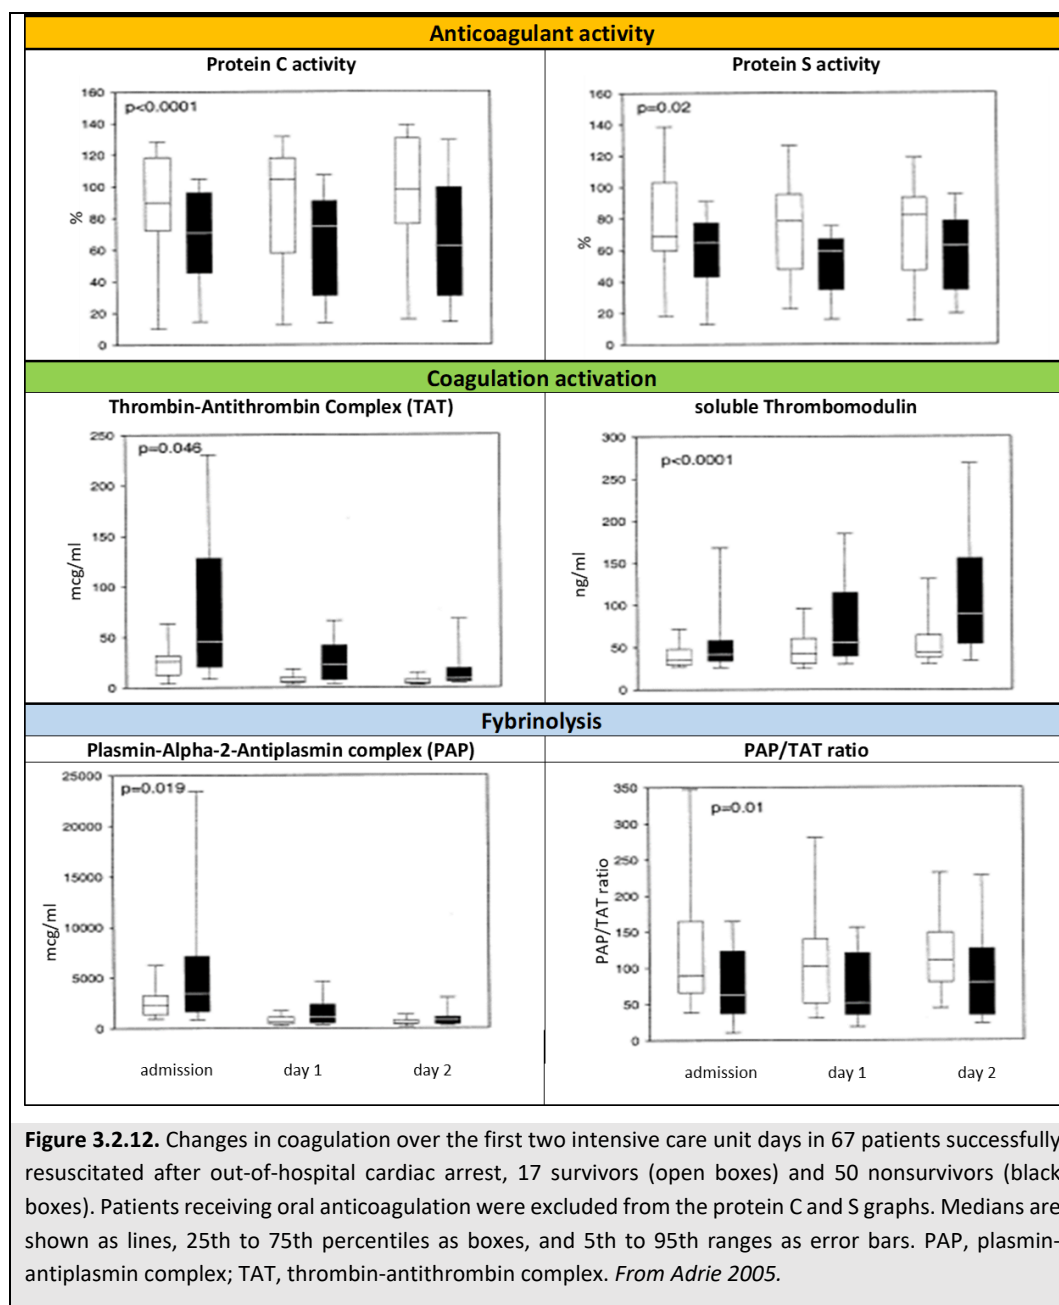 Anticoagulant activity
Protein C activity
Protein S activity
160
140
120
100
80
60
40
20
0
%
p<0.0001
160
140
120
100
80
60
40
20
0
%
p=0.02
Coagulation activation
Thrombin-Antithrombin Complex (TAT)
soluble Thrombomodulin
250
200
150
100
50
0
mcg/ml
p=0.046
300
250
200
150
100
50
0
ng/ml
p<0.0001
Fybrinolysis
Plasmin-Alpha-2-Antiplasmin complex (PAP)
PAP/TAT ratio
25000
20000
15000
10000
5000
0
mcg/ml
p=0.019
admission day 1 day 2
350
300
250
200
150
100
50
0
PAP/TAT ratio
p=0.01
admission day 1 day 2
Figure 3.2.12. Changes in coagulation over the first two intensive care unit days in 67 patients successfully
resuscitated after out-of-hospital cardiac arrest, 17 survivors (open boxes) and 50 nonsurvivors (black
boxes). Patients receiving oral anticoagulation were excluded from the protein C and S graphs. Medians are
shown as lines, 25th to 75th percentiles as boxes, and 5th to 95th ranges as error bars. PAP, plasmin-
antiplasmin complex; TAT, thrombin-antithrombin complex. From Adrie 2005.